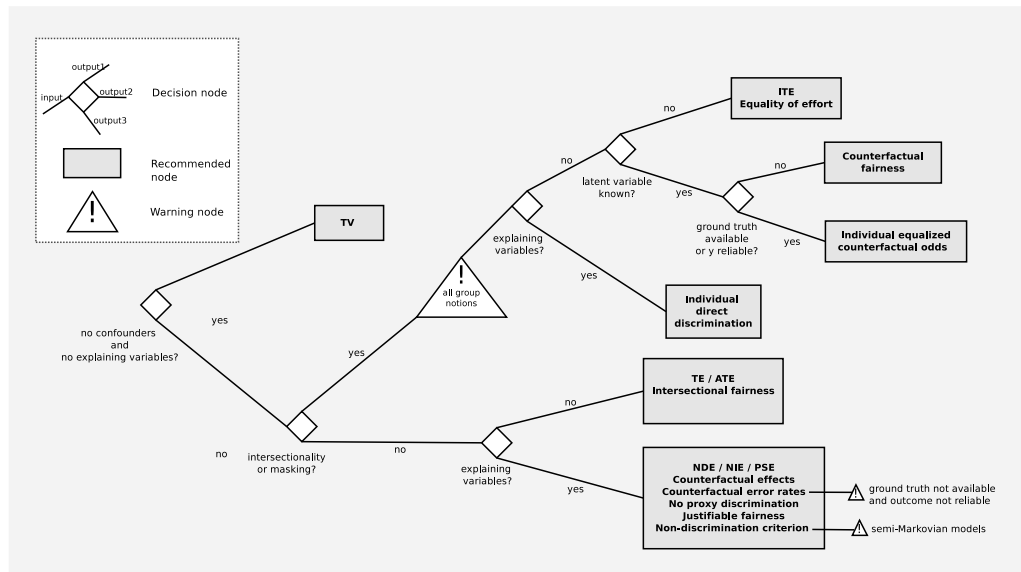 output1
input
output2
output3
Decision node
Recommended
node
!
Warning node
TV
yes
no confounders
and
no explaining variables?
no
intersectionality
or masking?
yes
!
all group
notions
explaining
variables?
no
latent variable
known?
no
ITE
Equality of effort
yes
ground truth
available
or y reliable?
no
Counterfactual
fairness
yes
Individual equalized
counterfactual odds
yes
Individual
direct
discrimination
no
explaining
variables?
no
TE / ATE
Intersectional fairness
yes
NDE / NIE / PSE
Counterfactual effects
Counterfactual error rates
No proxy discrimination
Justifiable fairness
Non-discrimination criterion
!
ground truth not available
and outcome not reliable
!
semi-Markovian models